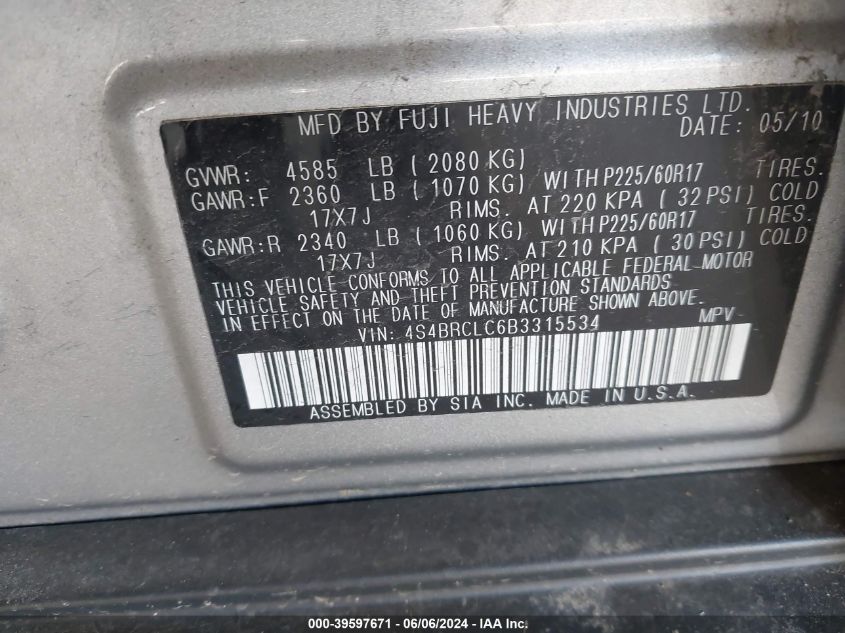 MFD BY FUJI HEAVY INDUSTRIES LTD.
DATE: 05/10
GVWR: 4585 LB ( 2080 KG)
GAWR:F 2360 LB ( 1070 KG) WITH P225/60R17 TIRES.
17X7J RIMS. AT 220 KPA ( 32 PSI) COLD
GAWR:R 2340 LB ( 1060 KG) WITH P225/60R17 TIRES.
17X7J RIMS. AT 210 KPA ( 30 PSI) COLD
THIS VEHICLE CONFORMS TO ALL APPLICABLE FEDERAL MOTOR
VEHICLE SAFETY AND THEFT PREVENTION STANDARDS
IN EFFECT ON THE DATE OF MANUFACTURE SHOWN ABOVE.
VIN: 4S4BRCLC6B3315534 MPV
ASSEMBLED BY SIA INC. MADE IN U.S.A.
000-39597671 - 06/06/2024 - IAA Inc.